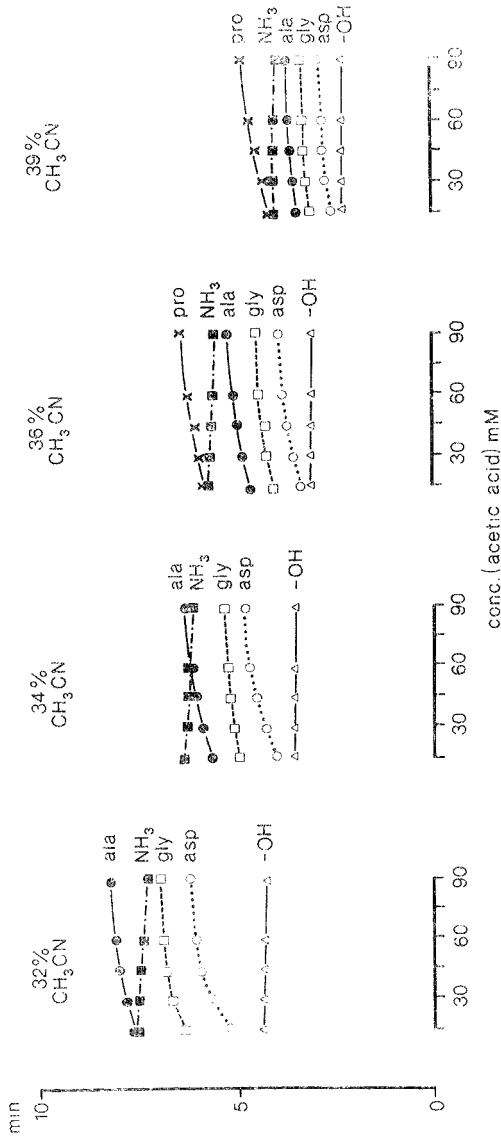 min
10
5
0
32%
CH₃CN
ala
NH₃
gly
asp
-OH
30
60
90
34%
CH₃CN
ala
NH₃
gly
asp
-OH
30
60
90
36%
CH₃CN
pro
NH₃
ala
gly
asp
-OH
30
60
90
39%
CH₃CN
pro
NH₃
ala
gly
asp
-OH
30
60
90
conc.(acetic acid) mM